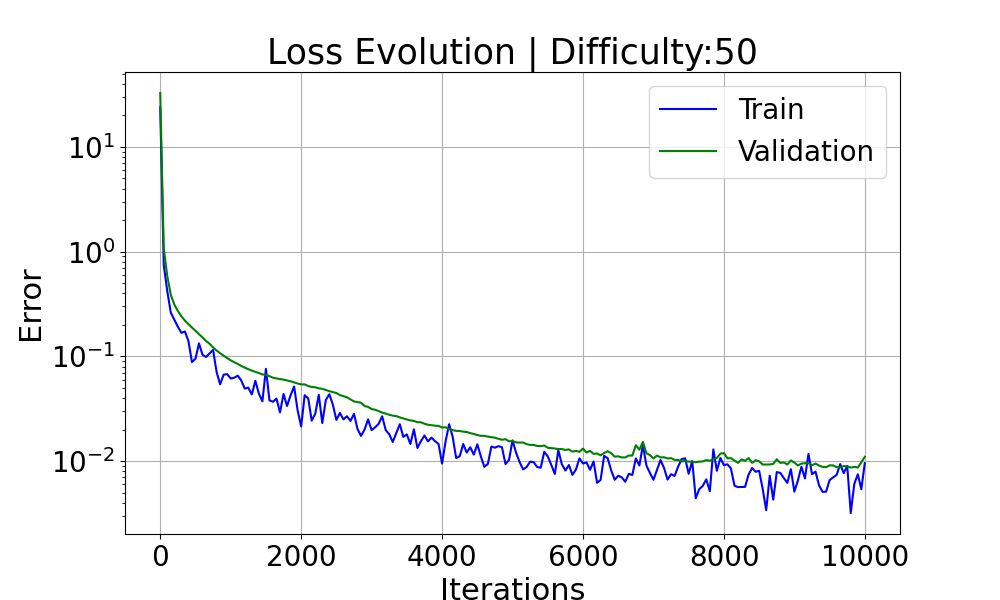 Loss Evolution | Difficulty:50
Train
Validation
10^1
10^0
10^−1
10^−2
Error
0 2000 4000 6000 8000 10000
Iterations